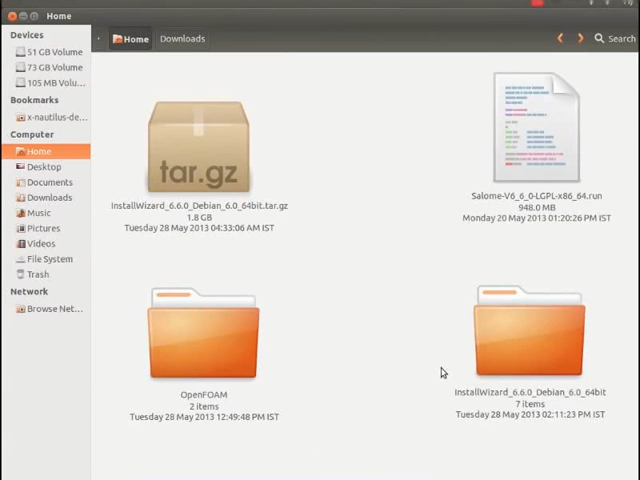 Home
Devices
51 GB Volume
73 GB Volume
105 MB Volu...
Bookmarks
x-nautilus-de...
Computer
Home
Desktop
Documents
Downloads
Music
Pictures
Videos
File System
Trash
Network
Browse Net...
Home
Downloads
Search
tar.gz
InstallWizard_6.6.0_Debian_6.0_64bit.tar.gz
1.8 GB
Tuesday 28 May 2013 04:33:06 AM IST
Salome-V6_6_0-LGPL-x86_64.run
948.0 MB
Monday 20 May 2013 01:20:26 PM IST
OpenFOAM
2 items
Tuesday 28 May 2013 12:49:48 PM IST
InstallWizard_6.6.0_Debian_6.0_64bit
7 items
Tuesday 28 May 2013 02:11:23 PM IST